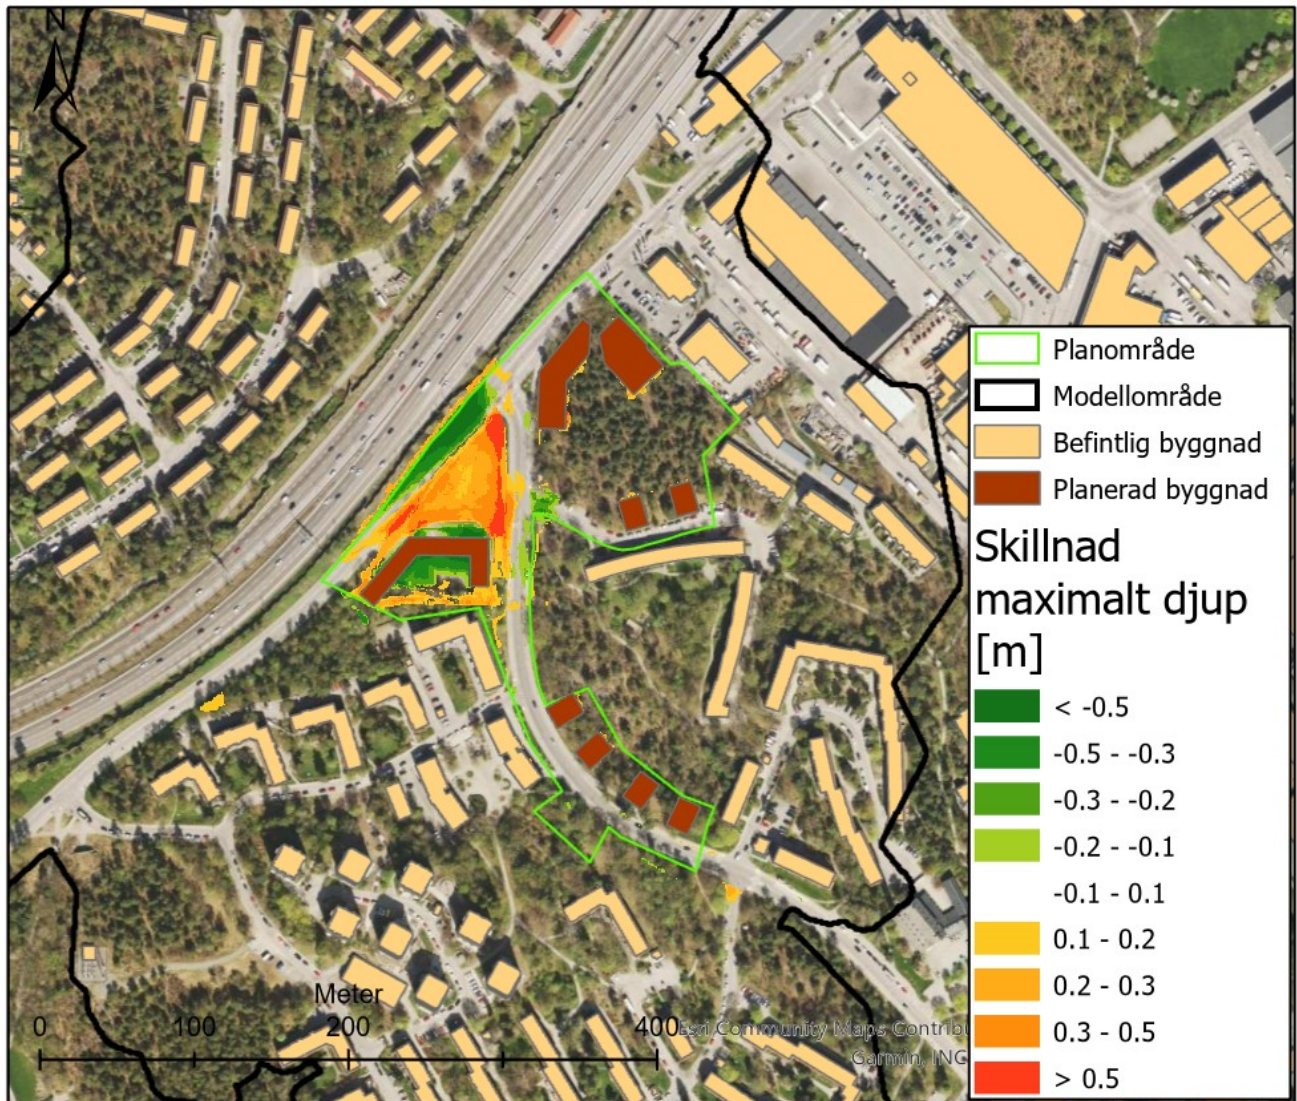 N
Planområde
Modellområde
Befintlig byggnad
Planerad byggnad
Skillnad
maximalt djup
[m]
< -0.5
-0.5 - -0.3
-0.3 - -0.2
-0.2 - -0.1
-0.1 - 0.1
0.1 - 0.2
0.2 - 0.3
0.3 - 0.5
> 0.5
Meter
0 100 200 400
Esri Community Maps Contribu
Garmin, ING